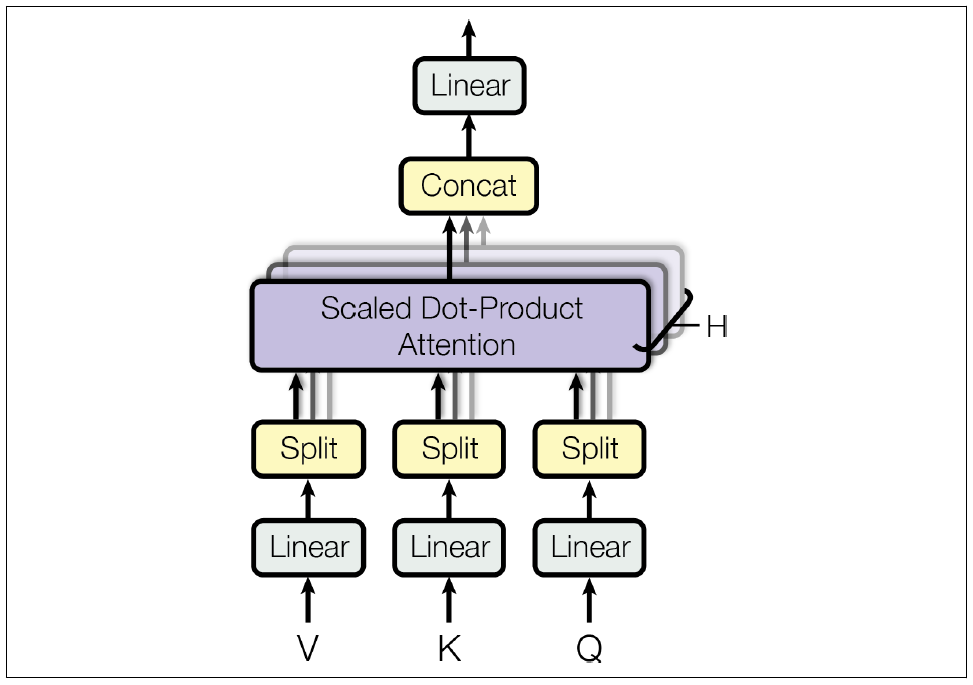 Linear
Concat
Scaled Dot-Product
Attention
H
Split Split Split
Linear Linear Linear
V K Q